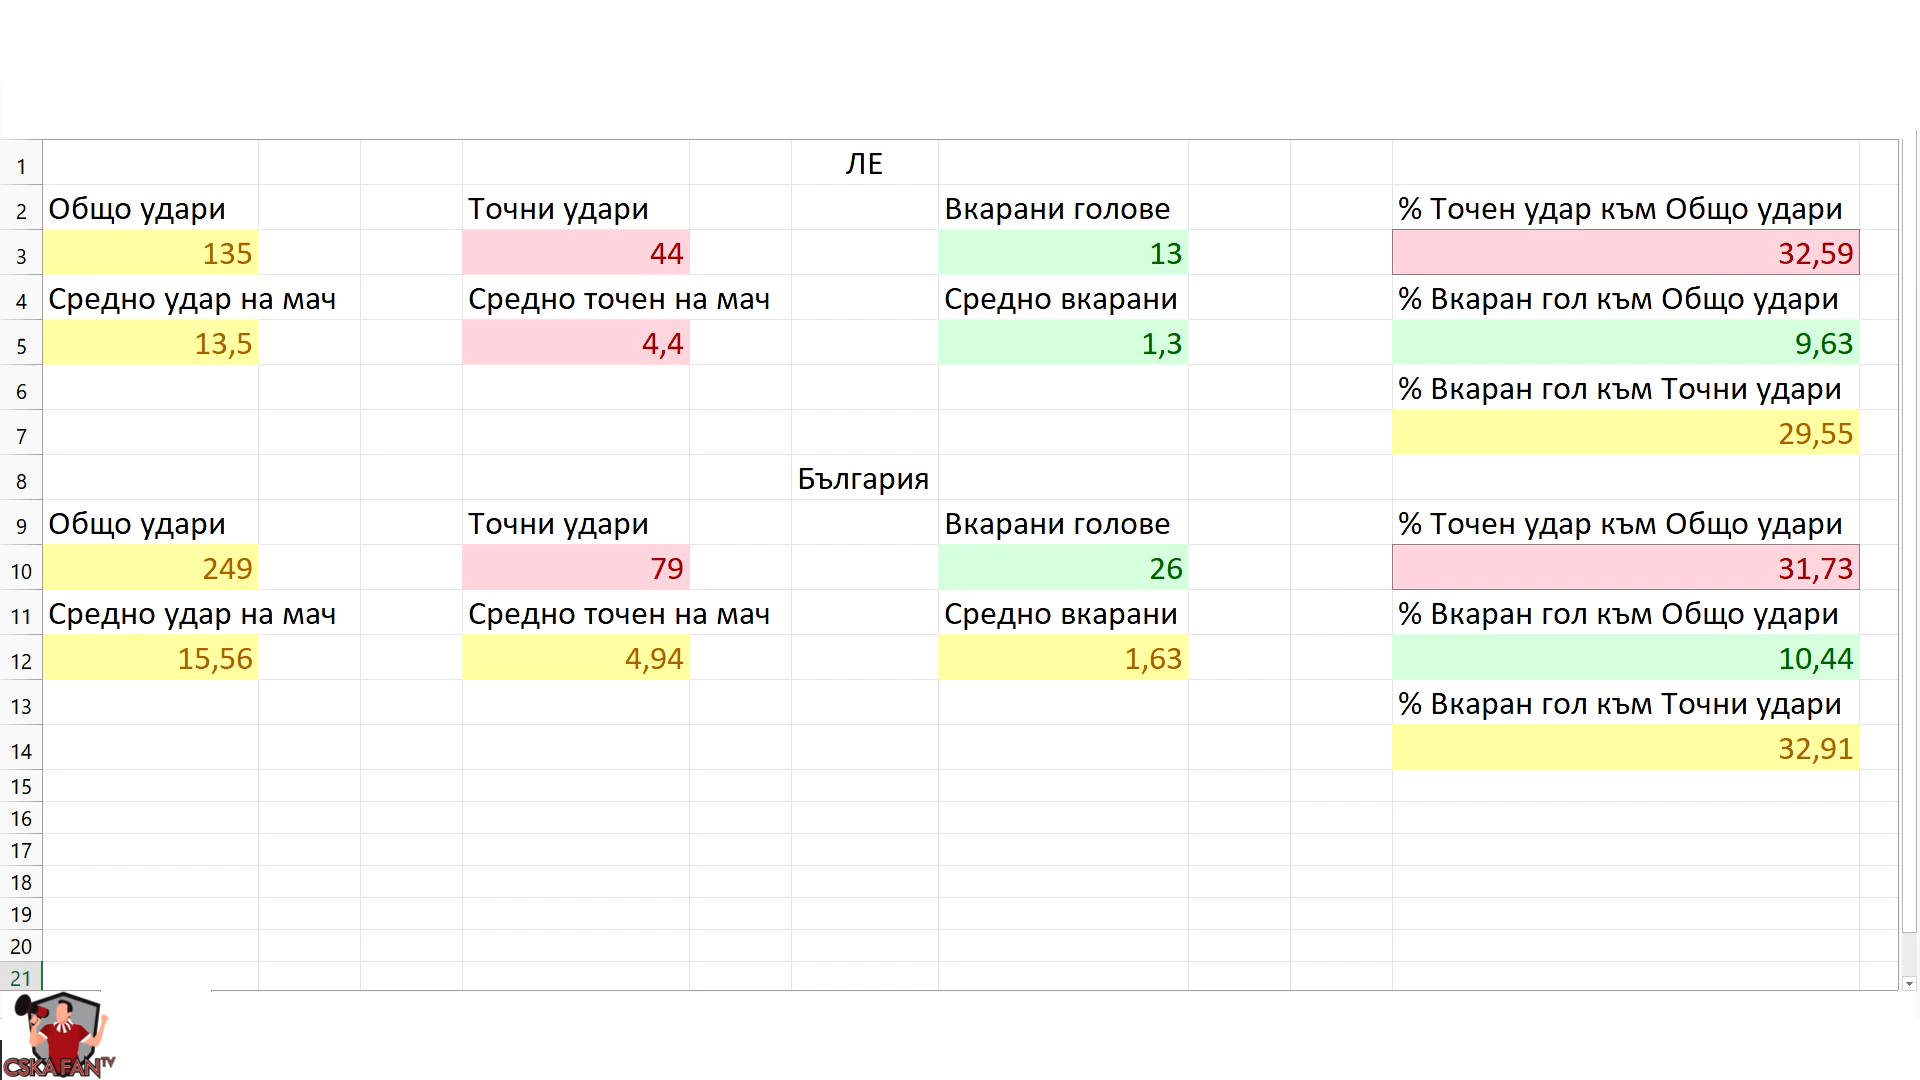 1 ЛЕ
2 Общо удари Точни удари Вкарани голове % Точен удар към Общо удари
3 135 44 13 32,59
4 Средно удар на мач Средно точен на мач Средно вкарани % Вкаран гол към Общо удари
5 13,5 4,4 1,3 9,63
6 % Вкаран гол към Точни удари
7 29,55
8 България
9 Общо удари Точни удари Вкарани голове % Точен удар към Общо удари
10 249 79 26 31,73
11 Средно удар на мач Средно точен на мач Средно вкарани % Вкаран гол към Общо удари
12 15,56 4,94 1,63 10,44
13 % Вкаран гол към Точни удари
14 32,91
15
16
17
18
19
20
21
CSKA FAN TV